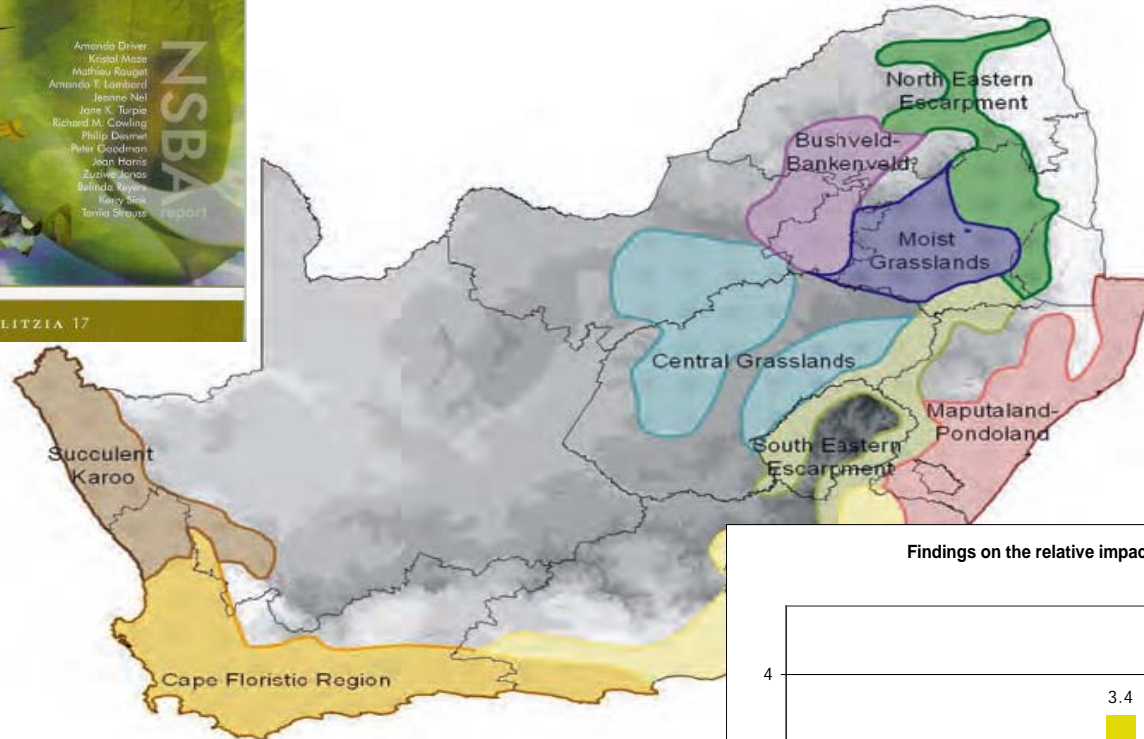 Amanda Driver
Kristal Maze
Mathieu Rouget
Amanda T. Lombard
Jeanne Nel
Jane K. Turpie
Richard M. Cowling
Philip Desmet
Peter Goodman
Jean Harris
Zuziwe Jonas
Belinda Reyers
Kerry Sink
Tania Strauss
NSBA
report
LITZIA 17
North Eastern
Escarpment
Bushveld-
Bankenveld
Moist
Grasslands
Central Grasslands
Maputaland-
Pondoland
South Eastern
Escarpment
Succulent
Karoo
Cape Floristic Region
Findings on the relative impac
4
3.4